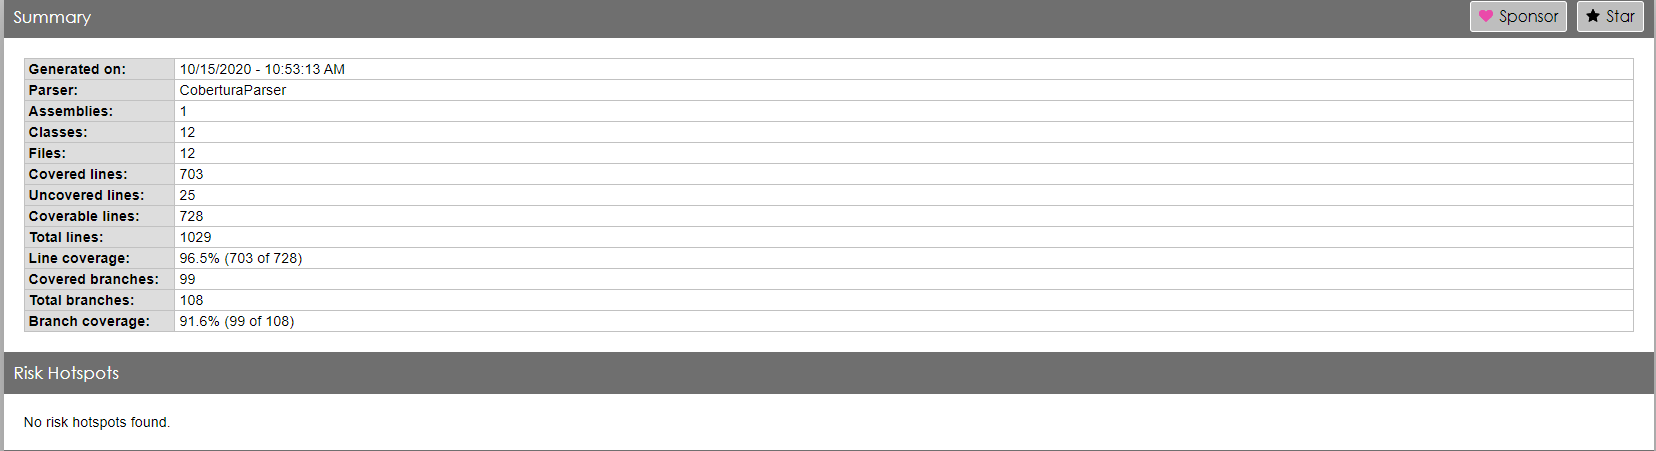 Summary
Sponsor
Star
Generated on: 10/15/2020 - 10:53:13 AM
Parser: CoberturaParser
Assemblies: 1
Classes: 12
Files: 12
Covered lines: 703
Uncovered lines: 25
Coverable lines: 728
Total lines: 1029
Line coverage: 96.5% (703 of 728)
Covered branches: 99
Total branches: 108
Branch coverage: 91.6% (99 of 108)
Risk Hotspots
No risk hotspots found.